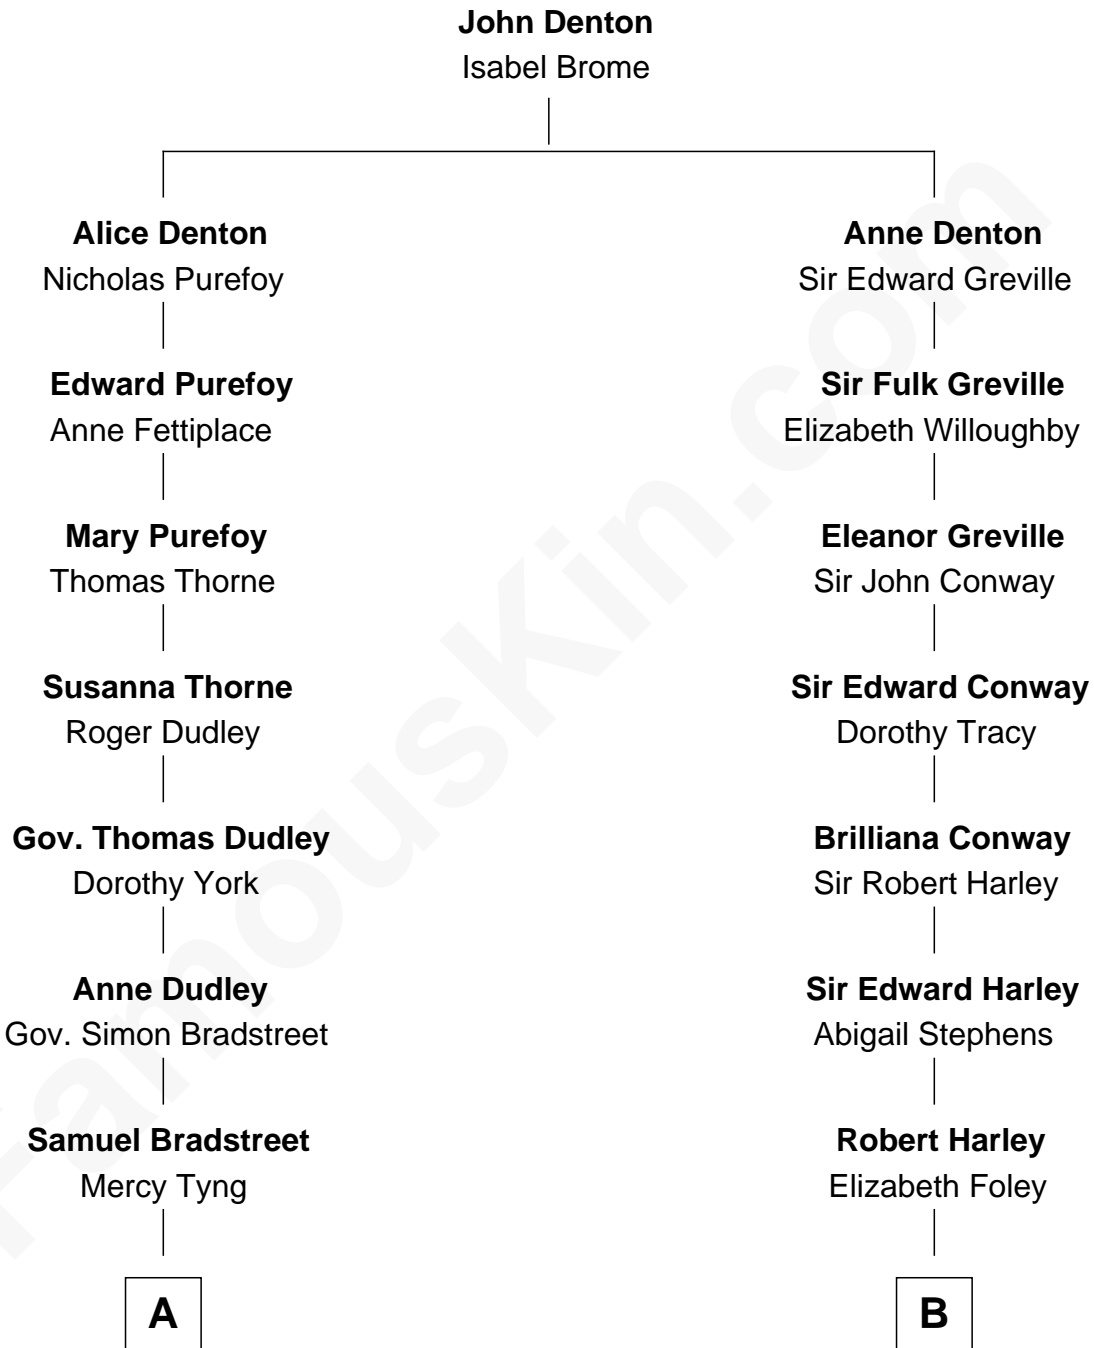 John Denton
Isabel Brome
Alice Denton
Nicholas Purefoy
Anne Denton
Sir Edward Greville
Edward Purefoy
Anne Fettiplace
Sir Fulk Greville
Elizabeth Willoughby
Mary Purefoy
Thomas Thorne
Eleanor Greville
Sir John Conway
Susanna Thorne
Roger Dudley
Sir Edward Conway
Dorothy Tracy
Gov. Thomas Dudley
Dorothy York
Brilliana Conway
Sir Robert Harley
Anne Dudley
Gov. Simon Bradstreet
Sir Edward Harley
Abigail Stephens
Samuel Bradstreet
Mercy Tyng
Robert Harley
Elizabeth Foley
A
B
FamousKin.com